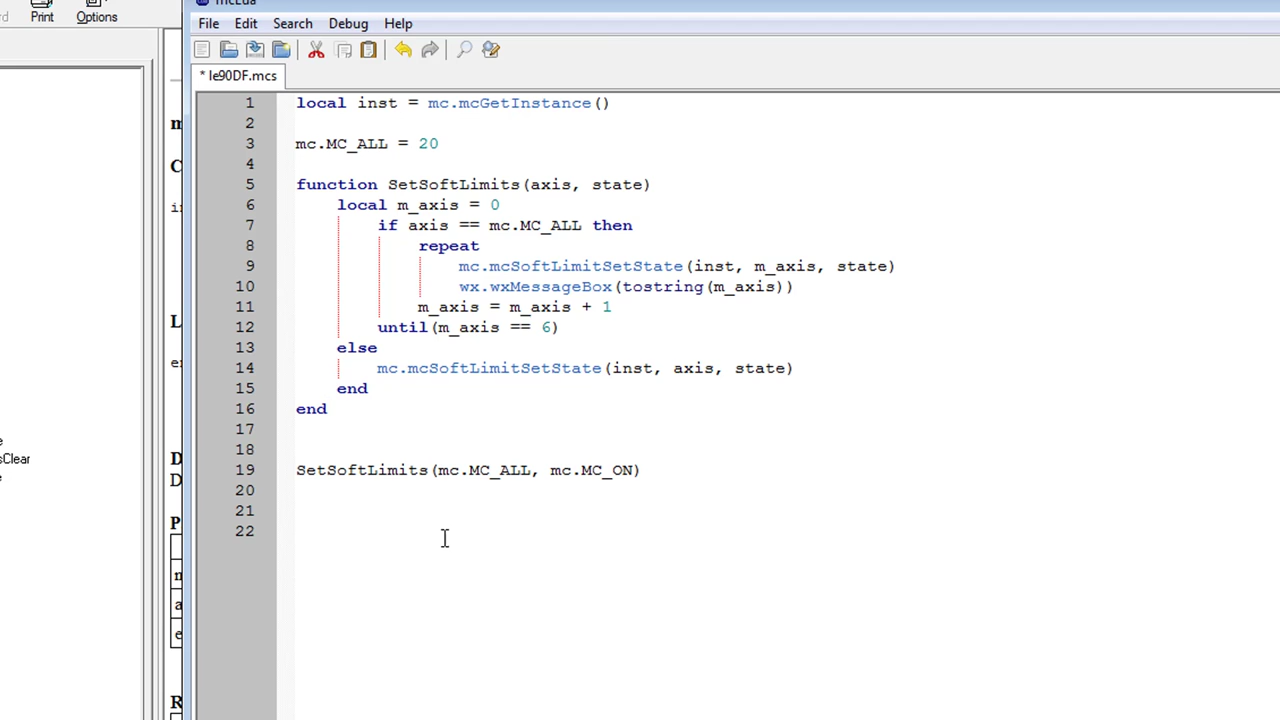 mcLua
Print
Options
File Edit Search Debug Help
* le90DF.mcs
1 local inst = mc.mcGetInstance()
2
3 mc.MC_ALL = 20
4
5 function SetSoftLimits(axis, state)
6 local m_axis = 0
7 if axis == mc.MC_ALL then
8 repeat
9 mc.mcSoftLimitSetState(inst, m_axis, state)
10 wx.wxMessageBox(tostring(m_axis))
11 m_axis = m_axis + 1
12 until(m_axis == 6)
13 else
14 mc.mcSoftLimitSetState(inst, axis, state)
15 end
16 end
17
18
19 SetSoftLimits(mc.MC_ALL, mc.MC_ON)
20
21
22
sClear